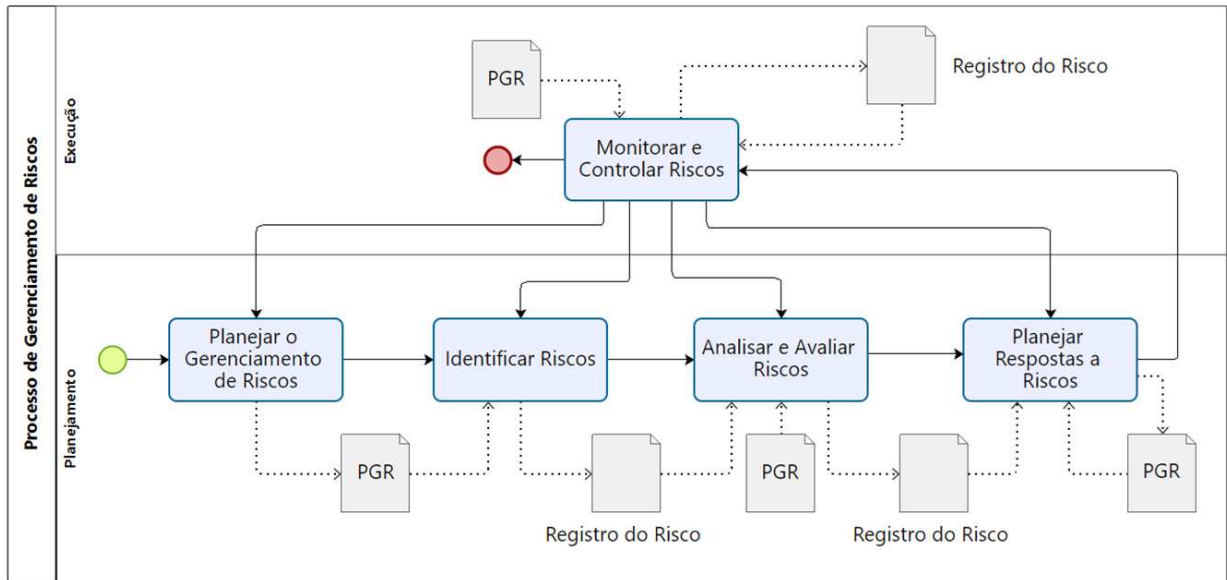 Processo de Gerenciamento de Riscos
Execução
PGR
Registro do Risco
Monitorar e
Controlar Riscos
Planejamento
Planejar o
Gerenciamento
de Riscos
Identificar Riscos
Analisar e Avaliar
Riscos
Planejar
Respostas a
Riscos
PGR
Registro do Risco
PGR
Registro do Risco
PGR